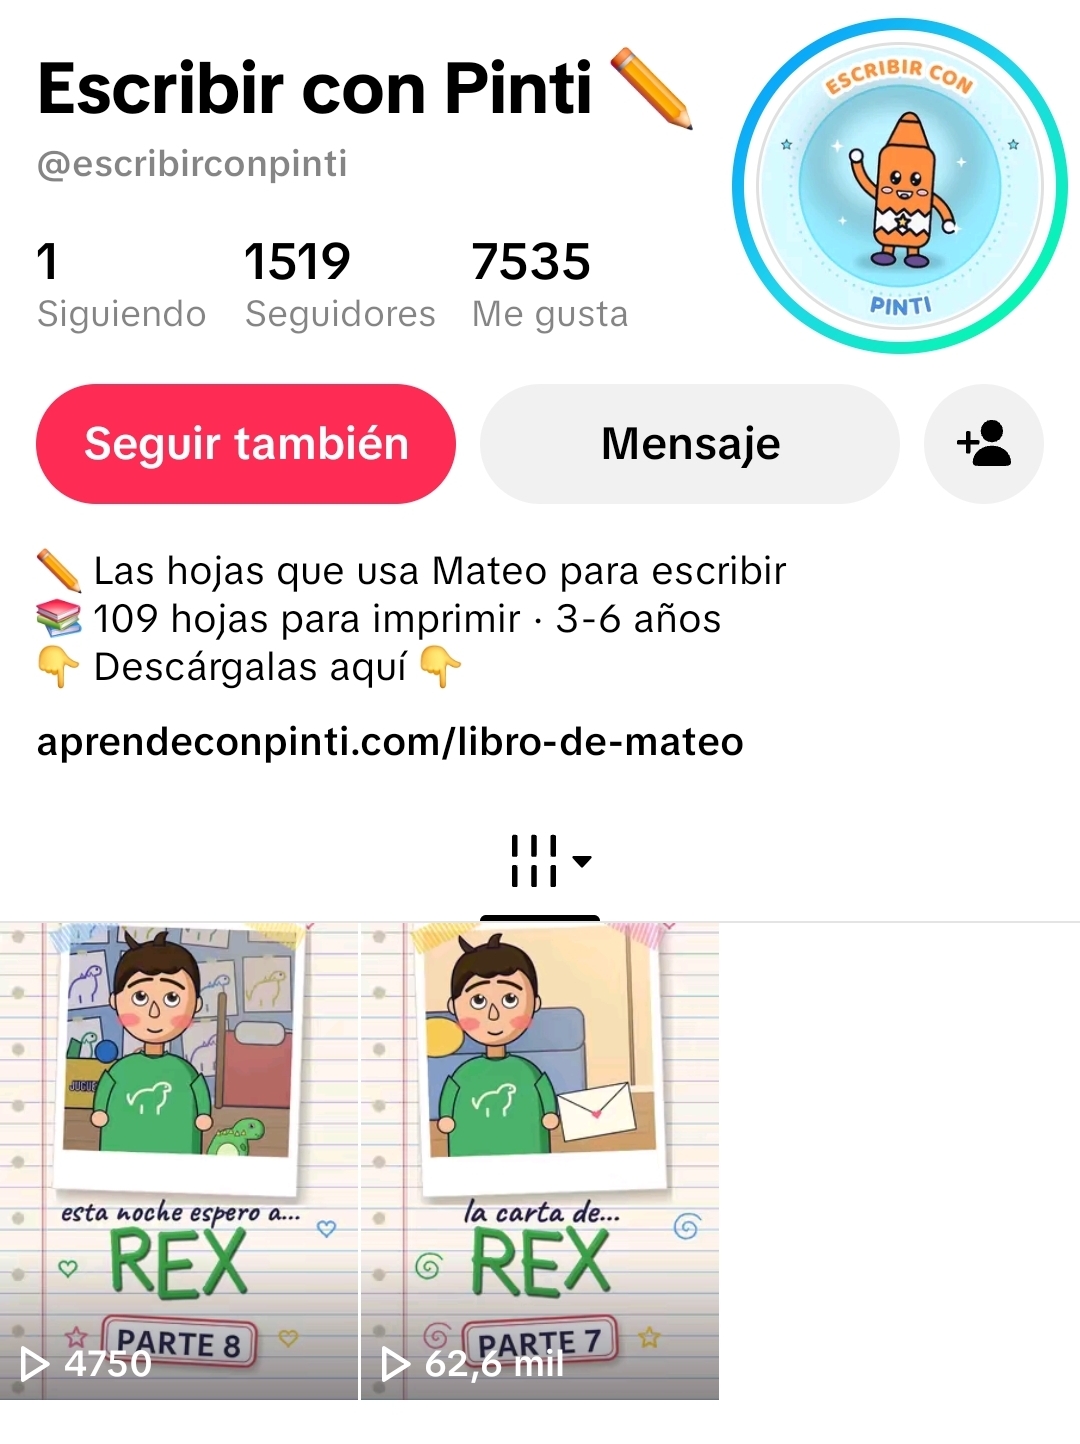 Escribir con Pinti ✏️
@escribirconpinti
ESCRIBIR CON
PINTI
1 1519 7535
Siguiendo Seguidores Me gusta
Seguir también Mensaje
✏️ Las hojas que usa Mateo para escribir
📚 109 hojas para imprimir · 3-6 años
👇 Descárgalas aquí 👇
aprendeconpinti.com/libro-de-mateo
JUGUE
esta noche espero a...
REX
PARTE 8
4750
la carta de...
REX
PARTE 7
62,6 mil